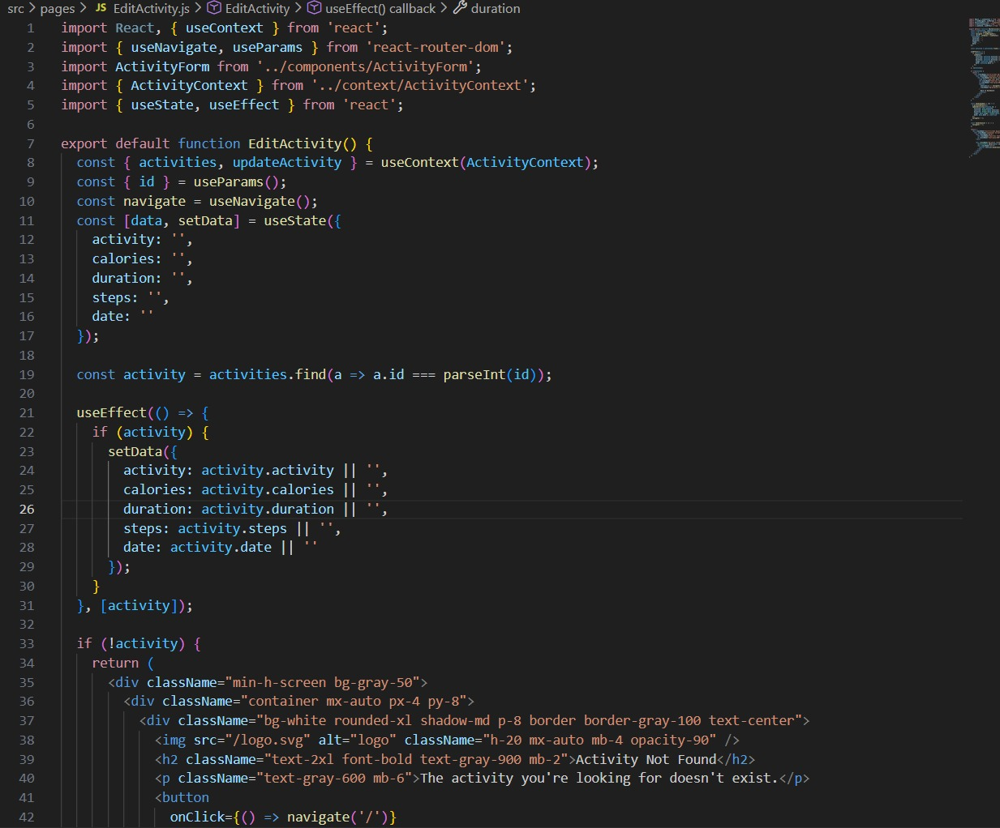 src > pages > JS EditActivity.js > EditActivity > useEffect() callback > duration
1 import React, { useContext } from 'react';
2 import { useNavigate, useParams } from 'react-router-dom';
3 import ActivityForm from '../components/ActivityForm';
4 import { ActivityContext } from '../context/ActivityContext';
5 import { useState, useEffect } from 'react';
6
7 export default function EditActivity() {
8   const { activities, updateActivity } = useContext(ActivityContext);
9   const { id } = useParams();
10   const navigate = useNavigate();
11   const [data, setData] = useState({
12     activity: '',
13     calories: '',
14     duration: '',
15     steps: '',
16     date: ''
17   });
18
19   const activity = activities.find(a => a.id === parseInt(id));
20
21   useEffect(() => {
22     if (activity) {
23       setData({
24         activity: activity.activity || '',
25         calories: activity.calories || '',
26         duration: activity.duration || '',
27         steps: activity.steps || '',
28         date: activity.date || ''
29       });
30     }
31   }, [activity]);
32
33   if (!activity) {
34     return (
35       <div className="min-h-screen bg-gray-50">
36         <div className="container mx-auto px-4 py-8">
37           <div className="bg-white rounded-xl shadow-md p-8 border border-gray-100 text-center">
38             <img src="/logo.svg" alt="logo" className="h-20 mx-auto mb-4 opacity-90" />
39             <h2 className="text-2xl font-bold text-gray-900 mb-2">Activity Not Found</h2>
40             <p className="text-gray-600 mb-6">The activity you're looking for doesn't exist.</p>
41             <button
42               onClick={() => navigate('/')}